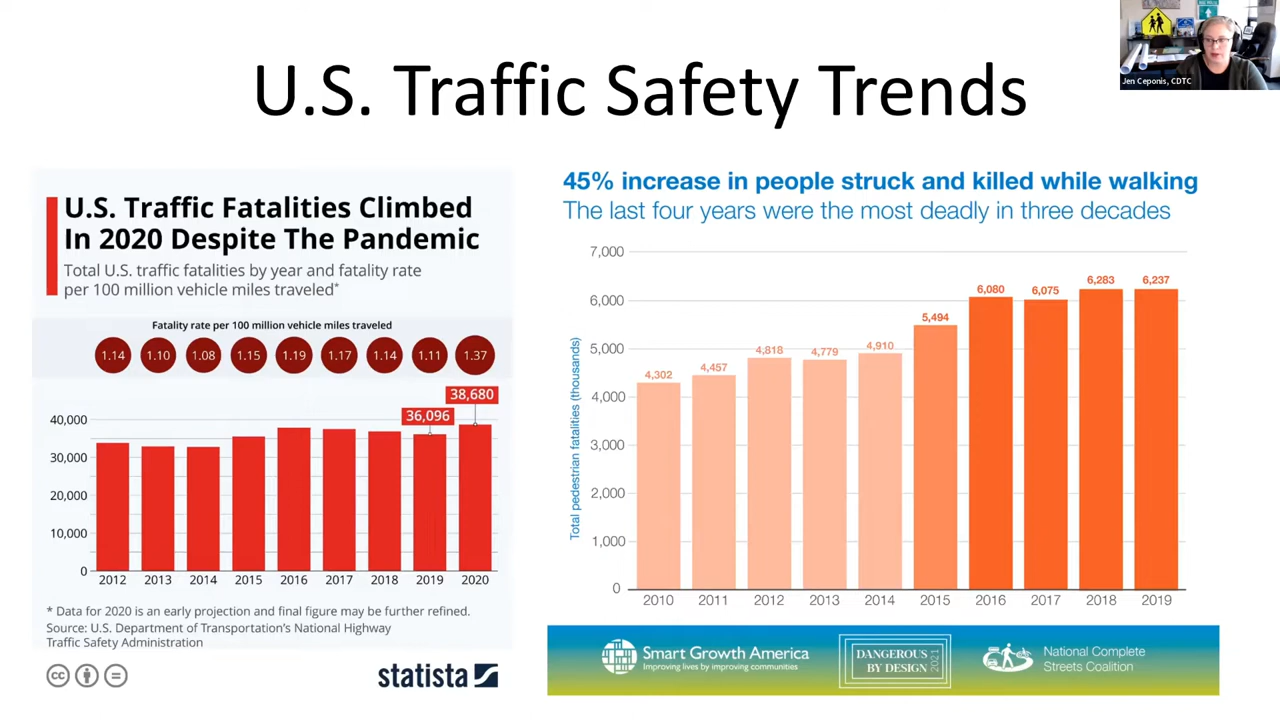 U.S. Traffic Safety Trends
Jen Ceponis, CDTC
U.S. Traffic Fatalities Climbed
In 2020 Despite The Pandemic
Total U.S. traffic fatalities by year and fatality rate
per 100 million vehicle miles traveled*
Fatality rate per 100 million vehicle miles traveled
1.14 1.10 1.08 1.15 1.19 1.17 1.14 1.11 1.37
38,680
36,096
40,000
30,000
20,000
10,000
0
2012 2013 2014 2015 2016 2017 2018 2019 2020
* Data for 2020 is an early projection and final figure may be further refined.
Source: U.S. Department of Transportation's National Highway
Traffic Safety Administration
cc
statista
45% increase in people struck and killed while walking
The last four years were the most deadly in three decades
Total pedestrian fatalities (thousands)
7,000
6,000
5,000
4,000
3,000
2,000
1,000
0
4,302 4,457 4,818 4,779 4,910 5,494 6,080 6,075 6,283 6,237
2010 2011 2012 2013 2014 2015 2016 2017 2018 2019
Smart Growth America
Improving lives by improving communities
DANGEROUS
BY DESIGN
2021
National Complete
Streets Coalition